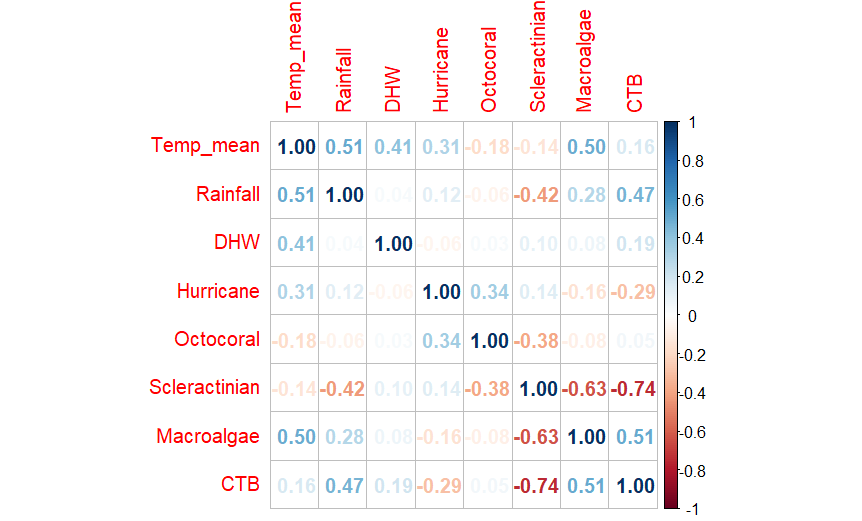 Temp_mean Rainfall DHW Hurricane Octocoral Scleractinian Macroalgae CTB
Temp_mean 1.00 0.51 0.41 0.31 -0.18 -0.14 0.50 0.16
Rainfall 0.51 1.00 0.04 0.12 -0.06 -0.42 0.28 0.47
DHW 0.41 0.04 1.00 -0.06 0.03 0.10 0.08 0.19
Hurricane 0.31 0.12 -0.06 1.00 0.34 0.14 -0.16 -0.29
Octocoral -0.18 -0.06 0.03 0.34 1.00 -0.38 -0.08 0.05
Scleractinian -0.14 -0.42 0.10 0.14 -0.38 1.00 -0.63 -0.74
Macroalgae 0.50 0.28 0.08 -0.16 -0.08 -0.63 1.00 0.51
CTB 0.16 0.47 0.19 -0.29 0.05 -0.74 0.51 1.00
1
0.8
0.6
0.4
0.2
0
-0.2
-0.4
-0.6
-0.8
-1